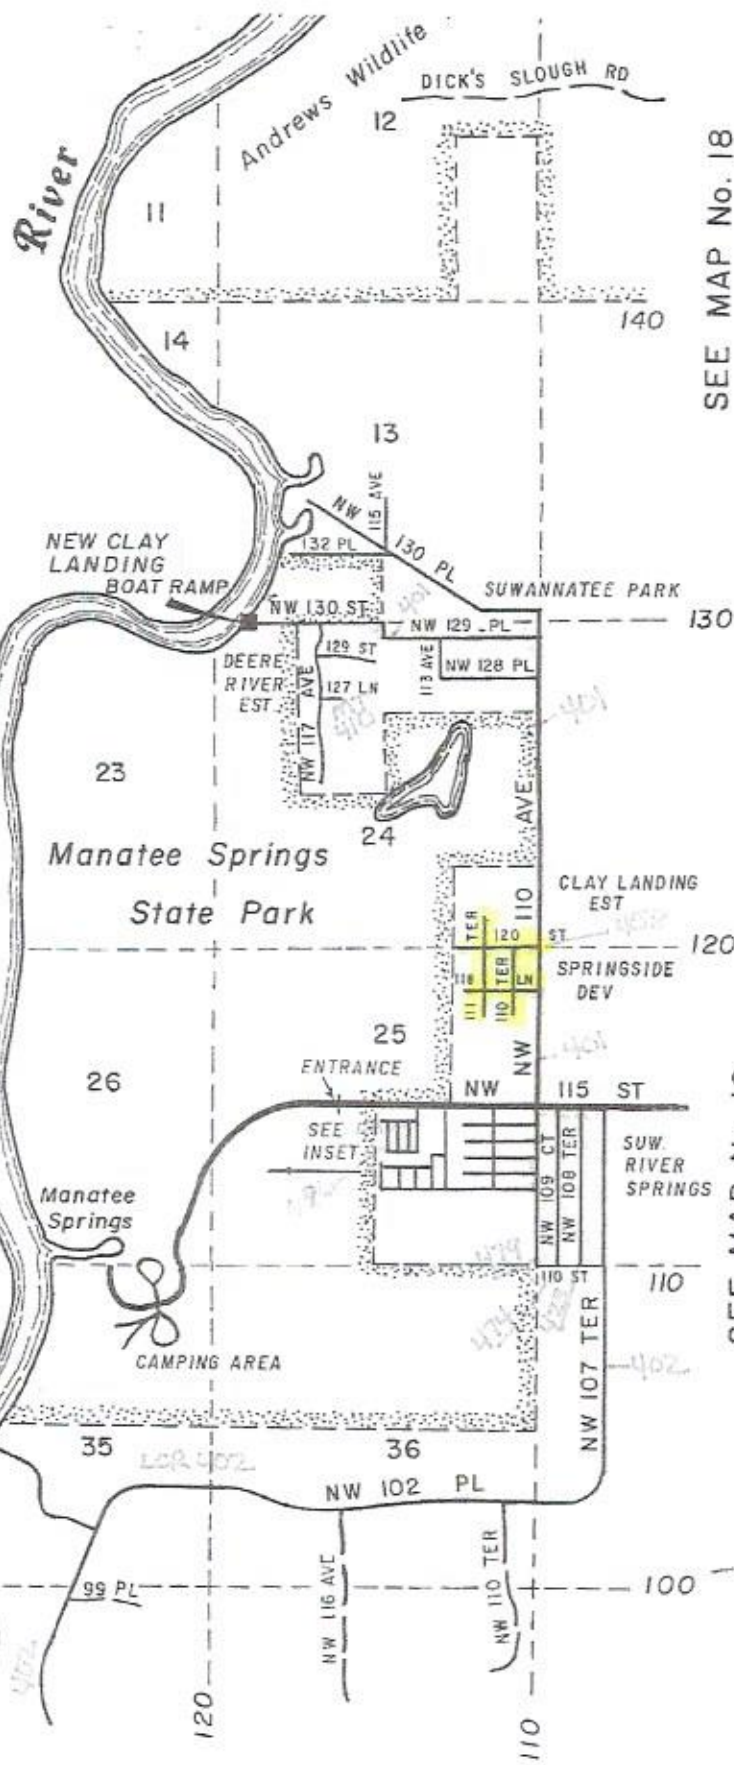 DICK'S SLOUGH RD
Andrews Wildlife
12
River
11
SEE MAP No. 18
140
14
13
NW 130 PL
115 AVE
132 PL
NEW CLAY
LANDING
BOAT RAMP
SUWANNATEE PARK
NW 130 ST
130
NW 129 PL
129 ST
113 AVE
NW 128 PL
DEERE
RIVER
EST.
127 LN
NW 117 AVE
401
23
24
NW 110 AVE
Manatee Springs
State Park
CLAY LANDING
EST
TER
120 ST
120
118 LN
110 TER
111
SPRINGSIDE
DEV
25
401
26
ENTRANCE
NW 115 ST
SEE
INSET
NW 109 CT
NW 108 TER
SUW.
RIVER
SPRINGS
Manatee
Springs
479
110 ST
110
CAMPING AREA
NW 107 TER
402
35
36
LCR 402
NW 102 PL
99 PL
NW 116 AVE
NW 110 TER
100
402
120
110